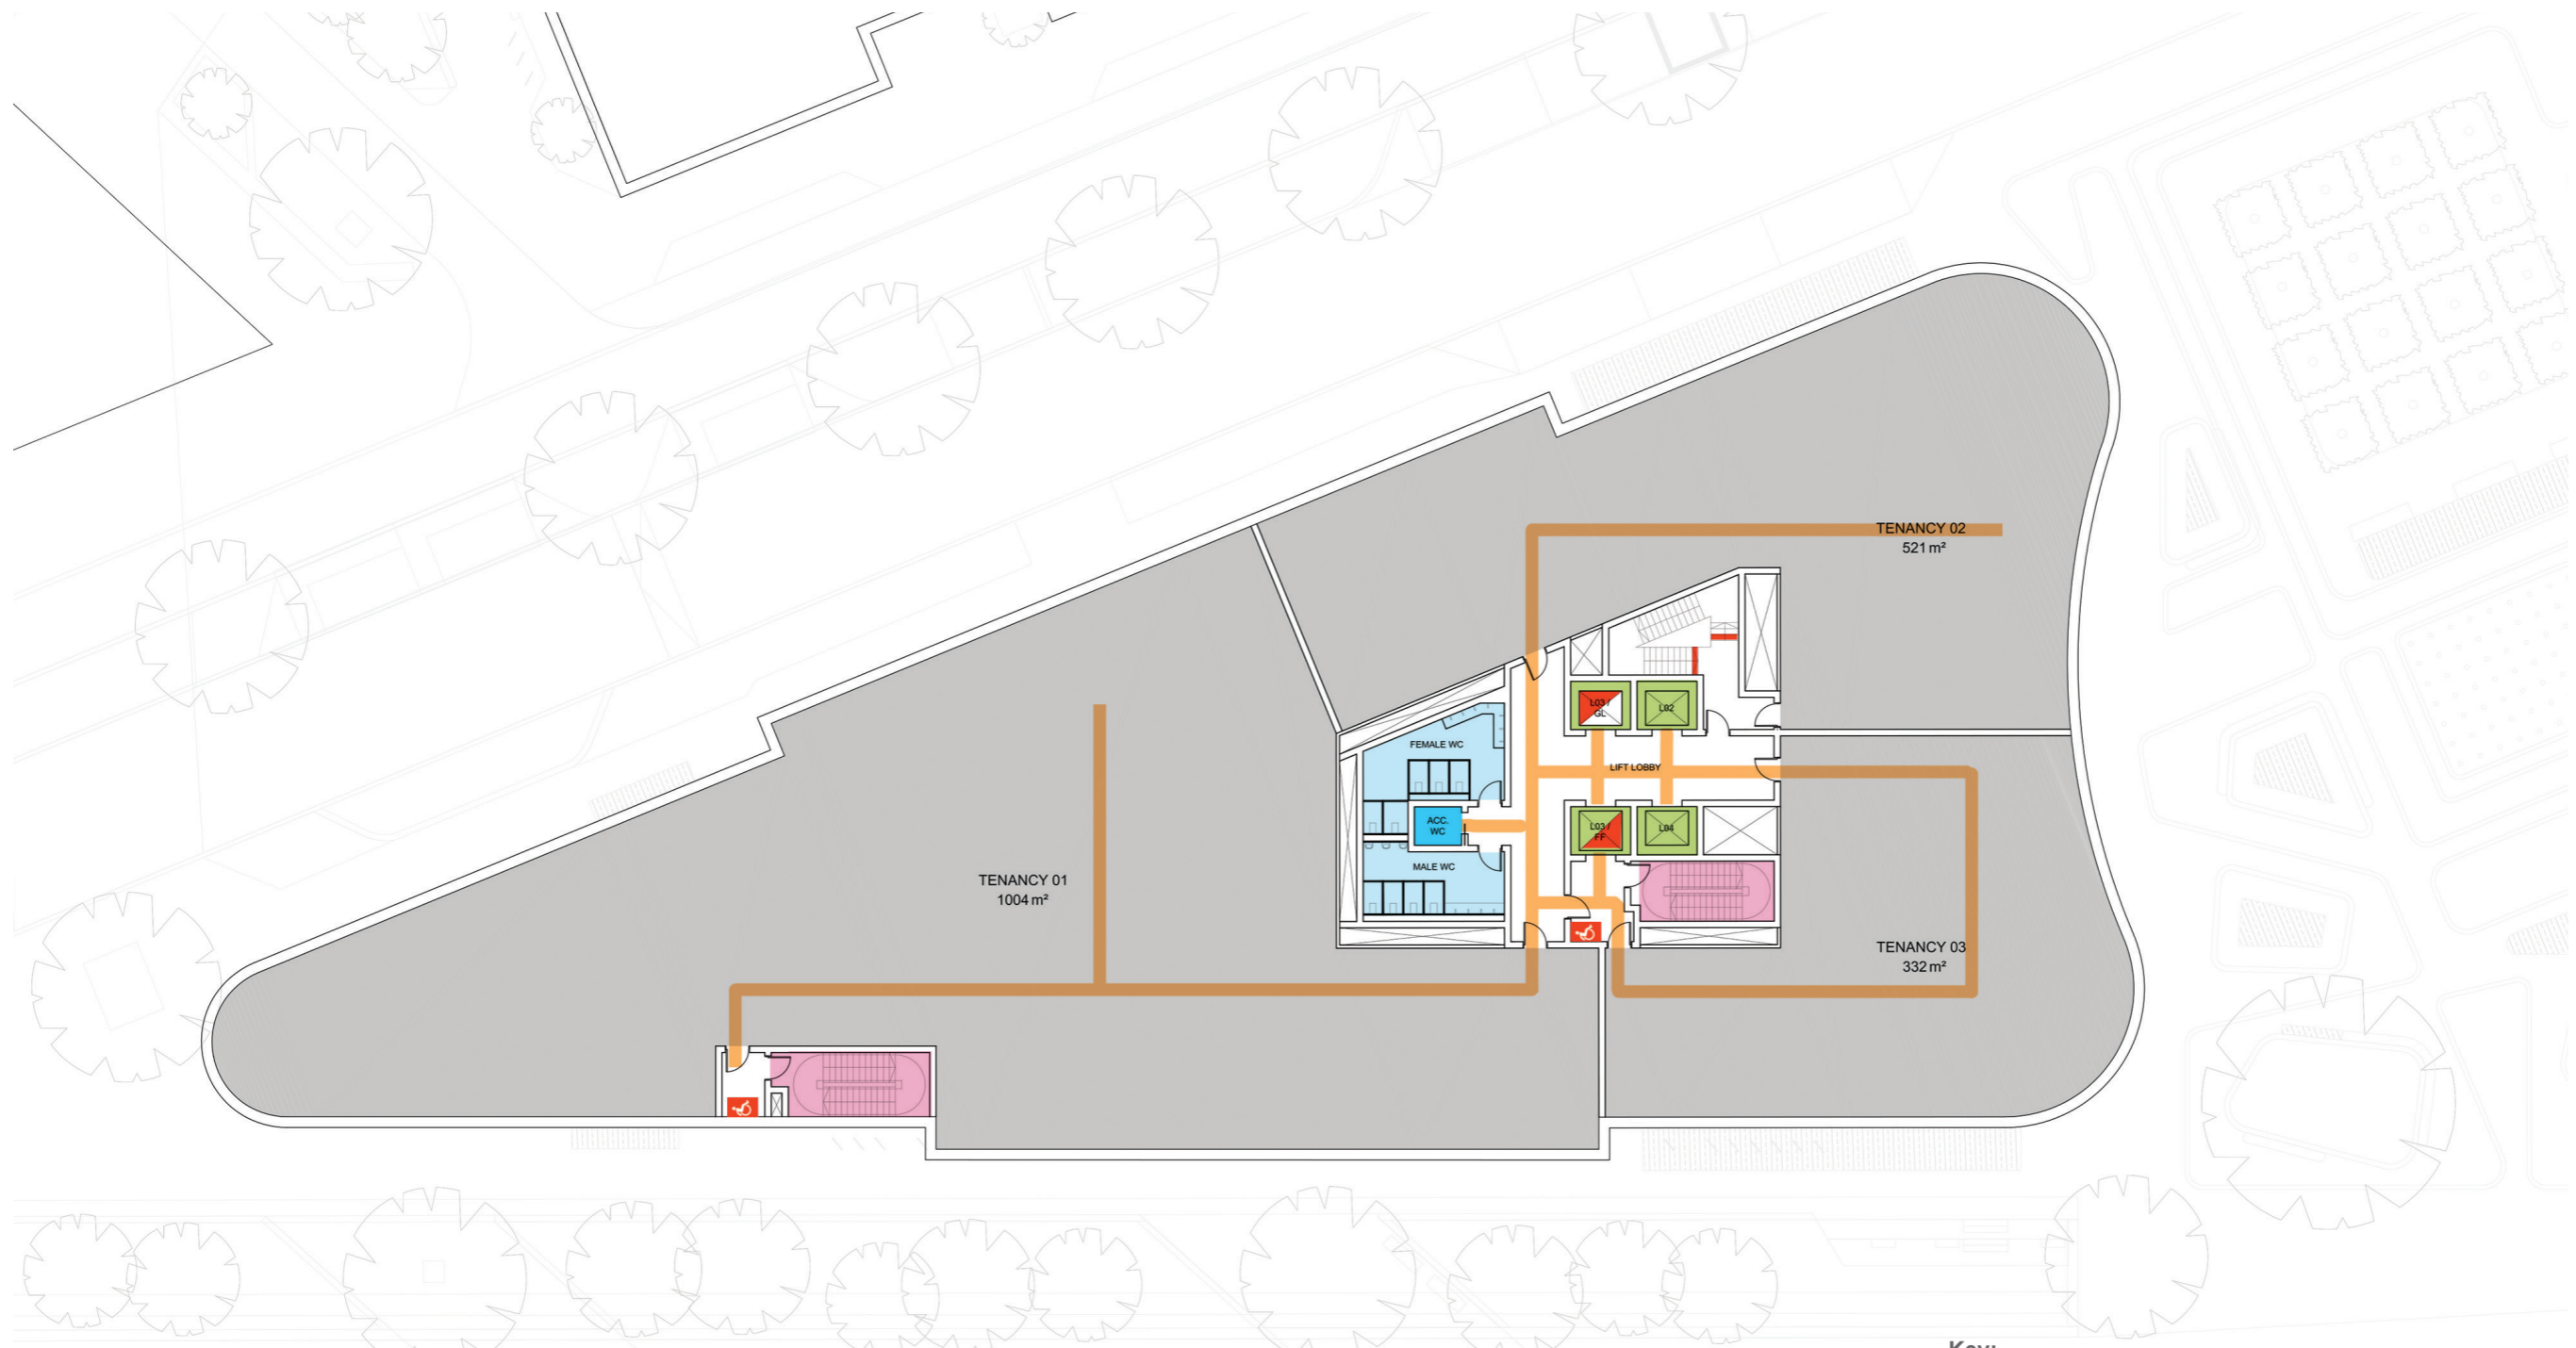 TENANCY 02
521 m²
L03 /
GL
L02
FEMALE WC
LIFT LOBBY
ACC.
WC
L03 /
FF
L04
MALE WC
TENANCY 01
1004 m²
TENANCY 03
332 m²
Key: